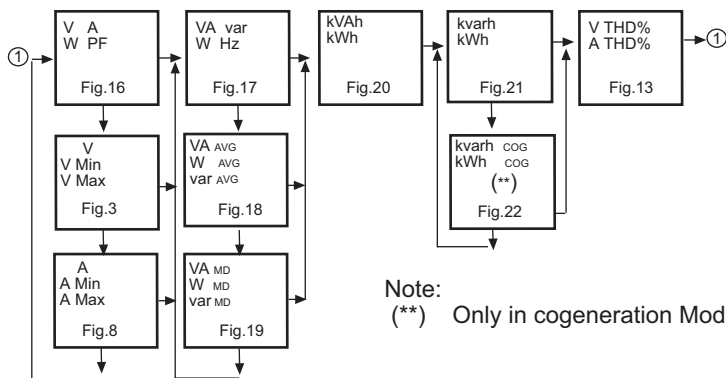 ①
V A
W PF
Fig.16
VA var
W Hz
Fig.17
kVAh
kWh
Fig.20
kvarh
kWh
Fig.21
V THD%
A THD%
Fig.13
①
V
V Min
V Max
Fig.3
VA AVG
W AVG
var AVG
Fig.18
kvarh COG
kWh COG
(**)
Fig.22
A
A Min
A Max
Fig.8
VA MD
W MD
var MD
Fig.19
Note:
(**) Only in cogeneration Mod